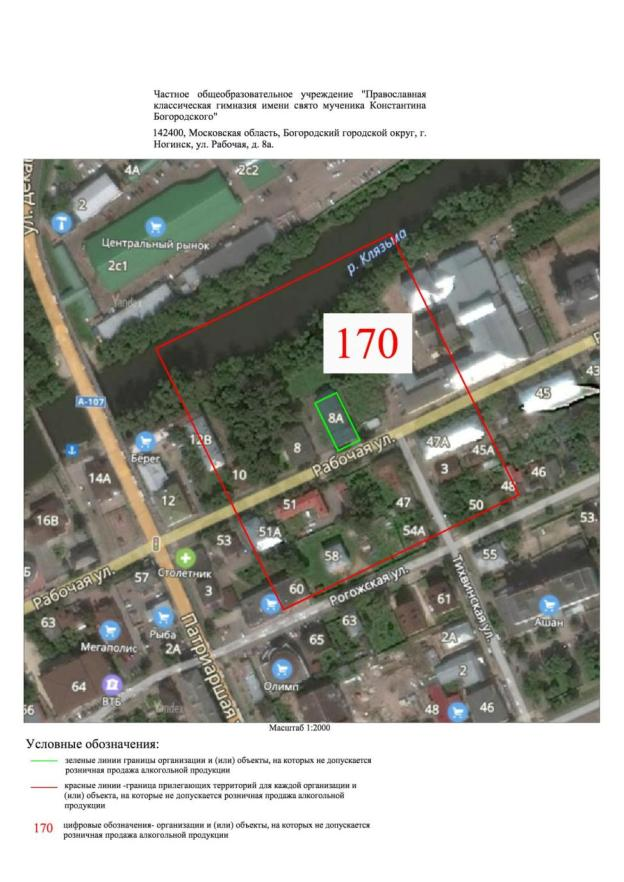 Частное общеобразовательное учреждение "Православная
классическая гимназия имени свято мученика Константина
Богородского"
142400, Московская область, Богородский городской округ, г.
Ногинск, ул. Рабочая, д. 8а.
4А
2с2
2
Центральный рынок
2с1
р. Клязьма
Yandex
170
А-107
8А
43
45
Берег
12В
8
Рабочая ул.
47А
45А
3
46
14А
10
48
12
51
47
50
16В
53
51А
54А
53
Столетник
58
55
Рабочая ул.
57
3
60
Рогожская ул.
Тихвинская ул.
63
Рыба
63
61
Ашан
Мегаполис
2А
65
2А
Патриаршая
64
Олимп
2
ВТБ
Yandex
48
46
66
Масштаб 1:2000
Условные обозначения:
зеленые линии границы организации и (или) объекты, на которых не допускается
розничная продажа алкогольной продукции
красные линии -граница прилегающих территорий для каждой организации и
(или) объекта, на которые не допускается розничная продажа алкогольной
продукции
170 цифровые обозначения- организации и (или) объекты, на которых не допускается
розничная продажа алкогольной продукции